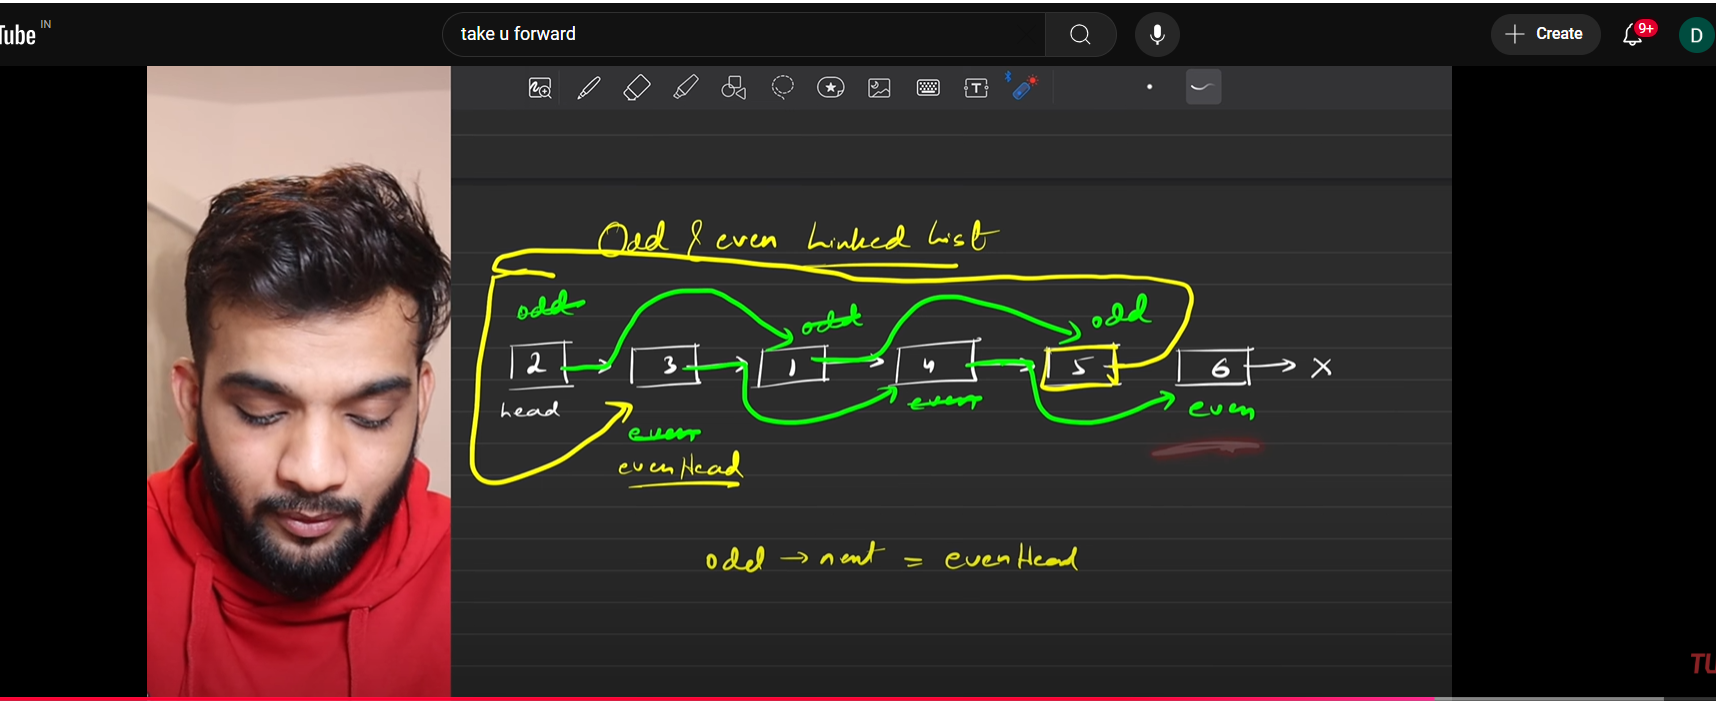 Tube IN
take u forward
Create
9+
D
T
Odd & even Linked List
odd odd odd
2 3 1 4 5 6 X
head even even
even
evenHead
odd → next = evenHead
TU